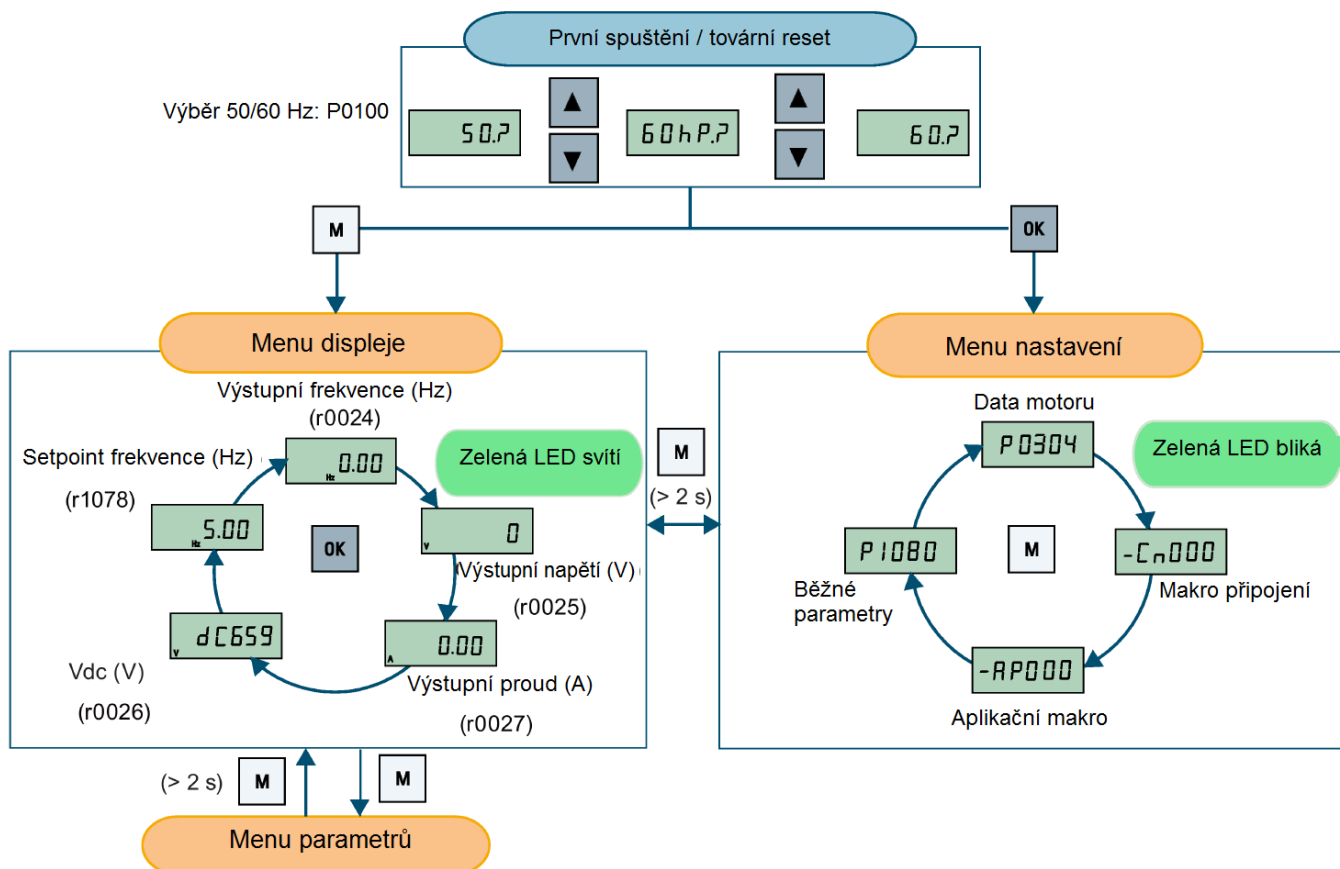 První spuštění / tovární reset
Výběr 50/60 Hz: P0100
50.?
60hP.?
60.?
M
OK
Menu displeje
Menu nastavení
Výstupní frekvence (Hz)
(r0024)
Hz 0.00
Zelená LED svítí
Setpoint frekvence (Hz)
(r1078)
Hz 5.00
OK
V 0
Výstupní napětí (V)
(r0025)
V dC659
Vdc (V)
(r0026)
A 0.00
Výstupní proud (A)
(r0027)
M
(> 2 s)
Data motoru
P0304
Zelená LED bliká
P1080
Běžné
parametry
M
-Cn000
Makro připojení
-AP000
Aplikační makro
(> 2 s)
M
M
Menu parametrů